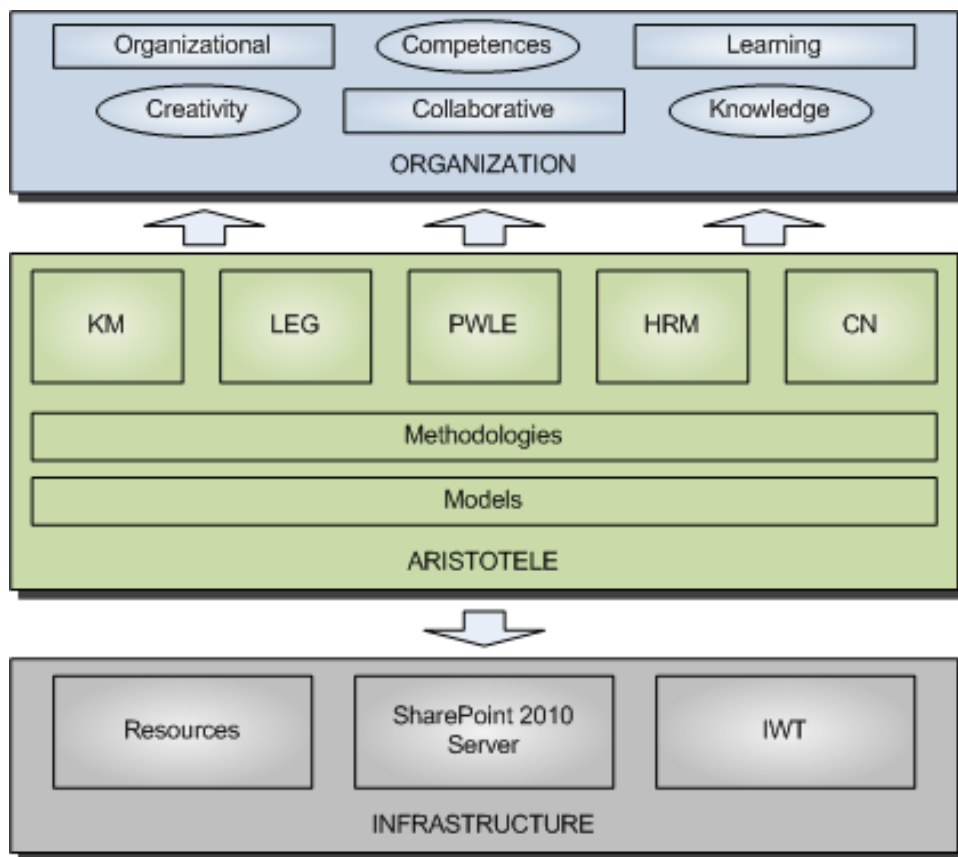 Organizational
Competences
Learning
Creativity
Collaborative
Knowledge
ORGANIZATION
KM
LEG
PWLE
HRM
CN
Methodologies
Models
ARISTOTELE
Resources
SharePoint 2010
Server
IWT
INFRASTRUCTURE